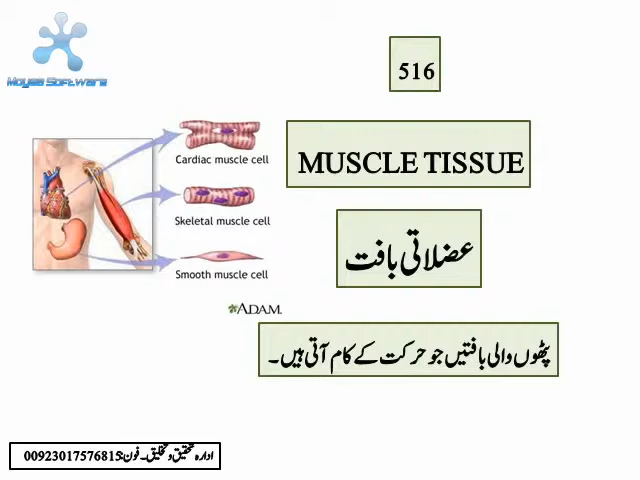 Moyea Software
516
MUSCLE TISSUE
Cardiac muscle cell
Skeletal muscle cell
Smooth muscle cell
ADAM.
عضلاتی بافت
پٹھوں والی بافتیں جو حرکت کے کام آتی ہیں۔
ادارہ تحقیق و تخلیق۔ فون:00923017576815